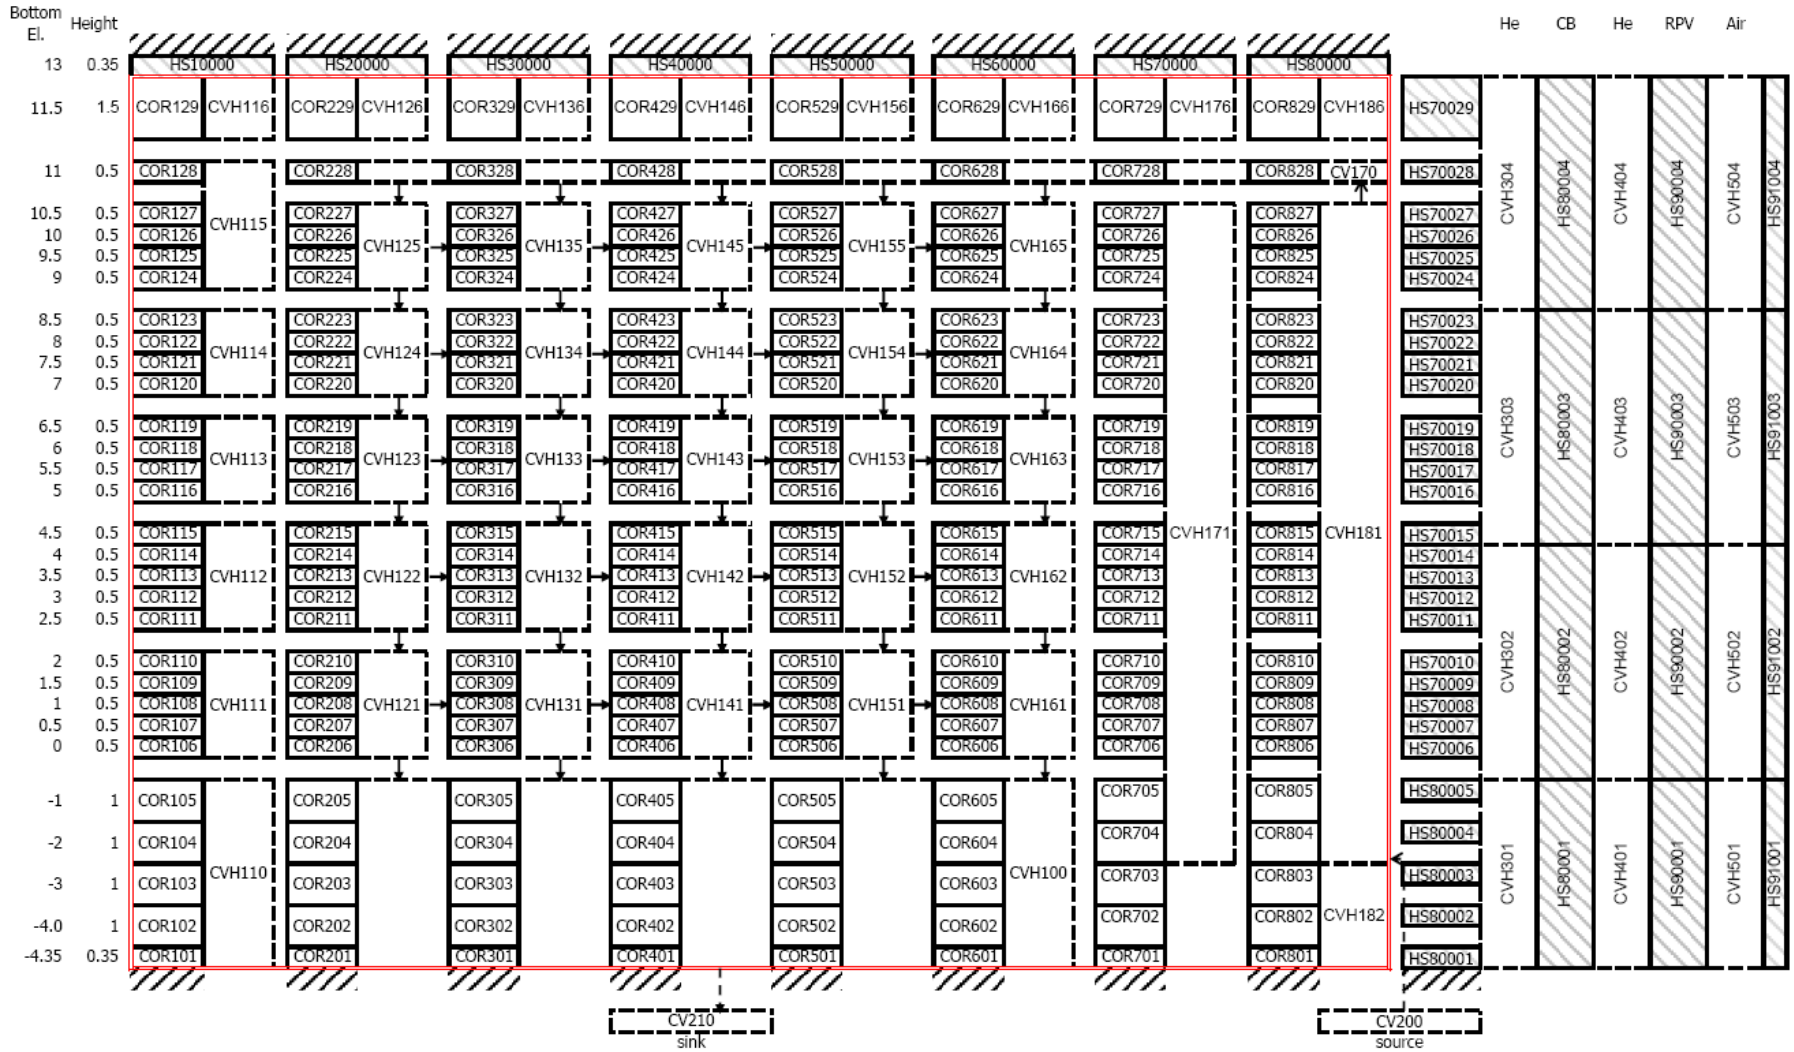 Bottom El. Height He CB He RPV Air
13 0.35 HS10000 HS20000 HS30000 HS40000 HS50000 HS60000 HS70000 HS80000
11.5 1.5 COR129 CVH116 COR229 CVH126 COR329 CVH136 COR429 CVH146 COR529 CVH156 COR629 CVH166 COR729 CVH176 COR829 CVH186 HS70029
11 0.5 COR128 COR228 COR328 COR428 COR528 COR628 COR728 COR828 CV170 HS70028
CVH304 HS80004 CVH404 HS90004 CVH504 HS91004
10.5 0.5 COR127 COR227 COR327 COR427 COR527 COR627 COR727 COR827 HS70027
CVH115
10 0.5 COR126 COR226 COR326 COR426 COR526 COR626 COR726 COR826 HS70026
CVH125 CVH135 CVH145 CVH155 CVH165
9.5 0.5 COR125 COR225 COR325 COR425 COR525 COR625 COR725 COR825 HS70025
9 0.5 COR124 COR224 COR324 COR424 COR524 COR624 COR724 COR824 HS70024
8.5 0.5 COR123 COR223 COR323 COR423 COR523 COR623 COR723 COR823 HS70023
8 0.5 COR122 COR222 COR322 COR422 COR522 COR622 COR722 COR822 HS70022
CVH114 CVH124 CVH134 CVH144 CVH154 CVH164
7.5 0.5 COR121 COR221 COR321 COR421 COR521 COR621 COR721 COR821 HS70021
7 0.5 COR120 COR220 COR320 COR420 COR520 COR620 COR720 COR820 HS70020
CVH303 HS80003 CVH403 HS90003 CVH503 HS91003
6.5 0.5 COR119 COR219 COR319 COR419 COR519 COR619 COR719 COR819 HS70019
6 0.5 COR118 COR218 COR318 COR418 COR518 COR618 COR718 COR818 HS70018
CVH113 CVH123 CVH133 CVH143 CVH153 CVH163
5.5 0.5 COR117 COR217 COR317 COR417 COR517 COR617 COR717 COR817 HS70017
5 0.5 COR116 COR216 COR316 COR416 COR516 COR616 COR716 COR816 HS70016
4.5 0.5 COR115 COR215 COR315 COR415 COR515 COR615 COR715 CVH171 COR815 CVH181 HS70015
4 0.5 COR114 COR214 COR314 COR414 COR514 COR614 COR714 COR814 HS70014
3.5 0.5 COR113 CVH112 COR213 CVH122 COR313 CVH132 COR413 CVH142 COR513 CVH152 COR613 CVH162 COR713 COR813 HS70013
3 0.5 COR112 COR212 COR312 COR412 COR512 COR612 COR712 COR812 HS70012
2.5 0.5 COR111 COR211 COR311 COR411 COR511 COR611 COR711 COR811 HS70011
CVH302 HS80002 CVH402 HS90002 CVH502 HS91002
2 0.5 COR110 COR210 COR310 COR410 COR510 COR610 COR710 COR810 HS70010
1.5 0.5 COR109 COR209 COR309 COR409 COR509 COR609 COR709 COR809 HS70009
1 0.5 COR108 CVH111 COR208 CVH121 COR308 CVH131 COR408 CVH141 COR508 CVH151 COR608 CVH161 COR708 COR808 HS70008
0.5 0.5 COR107 COR207 COR307 COR407 COR507 COR607 COR707 COR807 HS70007
0 0.5 COR106 COR206 COR306 COR406 COR506 COR606 COR706 COR806 HS70006
-1 1 COR105 COR205 COR305 COR405 COR505 COR605 COR705 COR805 HS80005
-2 1 COR104 COR204 COR304 COR404 COR504 COR604 COR704 COR804 HS80004
CVH110 CVH100
CVH301 HS80001 CVH401 HS90001 CVH501 HS91001
-3 1 COR103 COR203 COR303 COR403 COR503 COR603 COR703 COR803 HS80003
-4.0 1 COR102 COR202 COR302 COR402 COR502 COR602 COR702 COR802 CVH182 HS80002
-4.35 0.35 COR101 COR201 COR301 COR401 COR501 COR601 COR701 COR801 HS80001
CV210 CV200
sink source